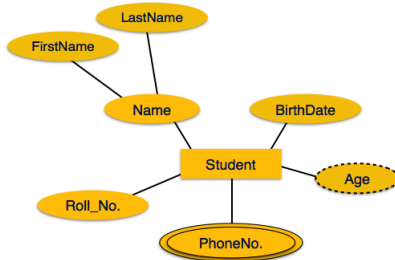 LastName
FirstName
Name
BirthDate
Student
Age
Roll_No.
PhoneNo.